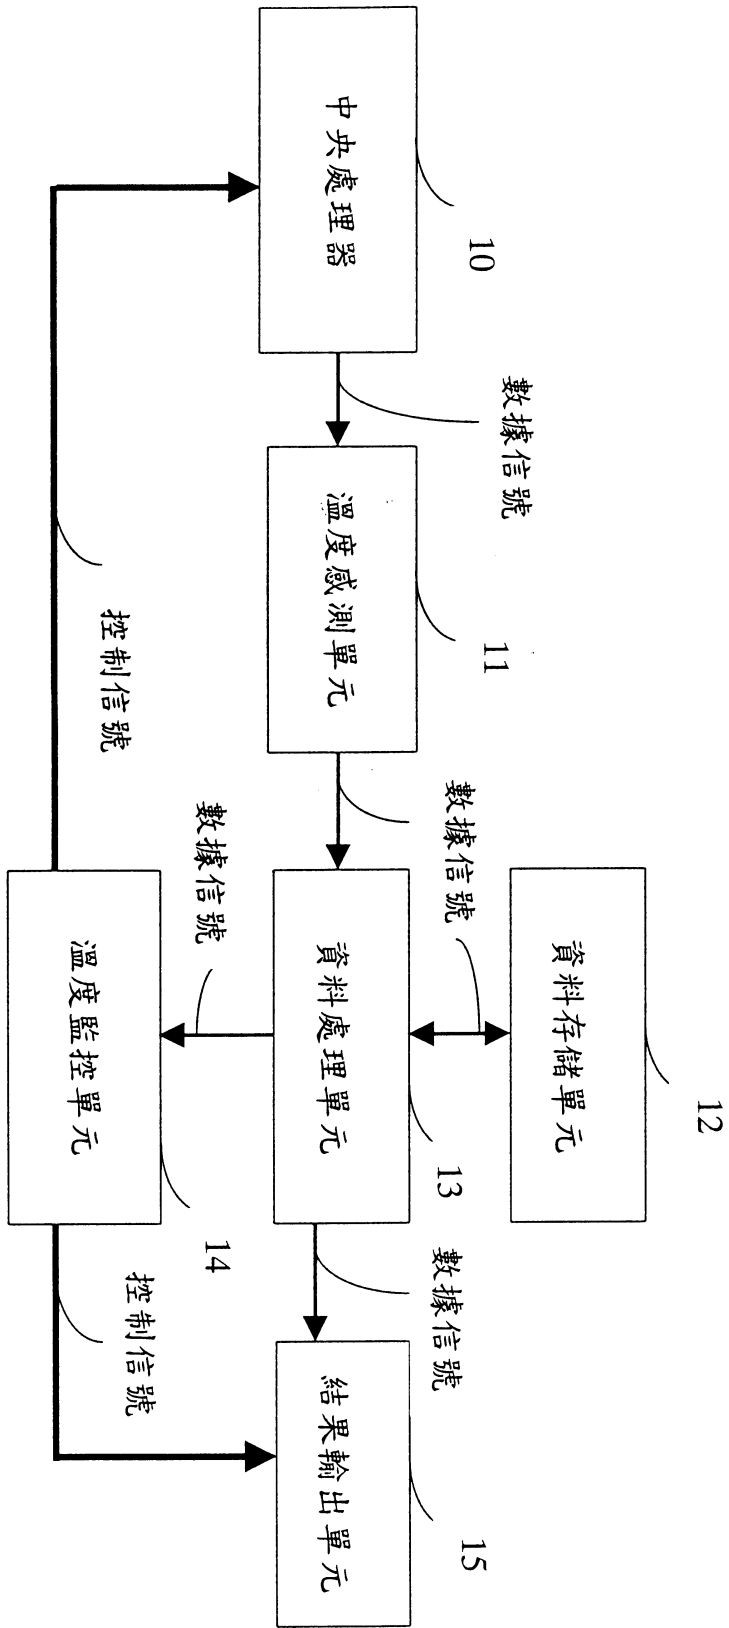 12
資料存儲單元
10
數據信號
11
數據信號
13
數據信號
15
中央處理器
溫度感測單元
資料處理單元
結果輸出單元
數據信號
14
控制信號
溫度監控單元
控制信號